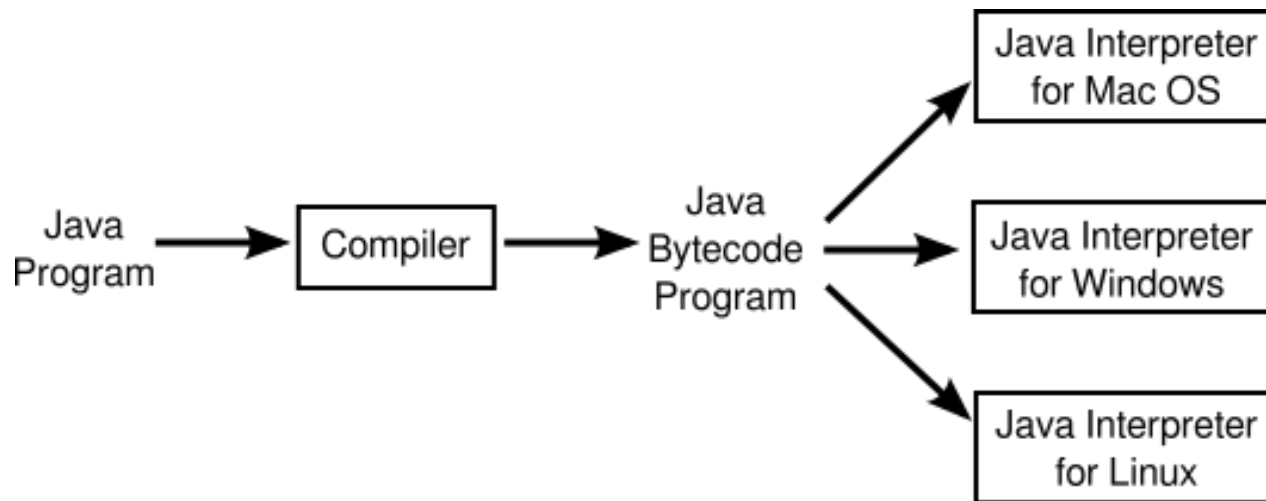 Java
Program
Compiler
Java
Bytecode
Program
Java Interpreter
for Mac OS
Java Interpreter
for Windows
Java Interpreter
for Linux